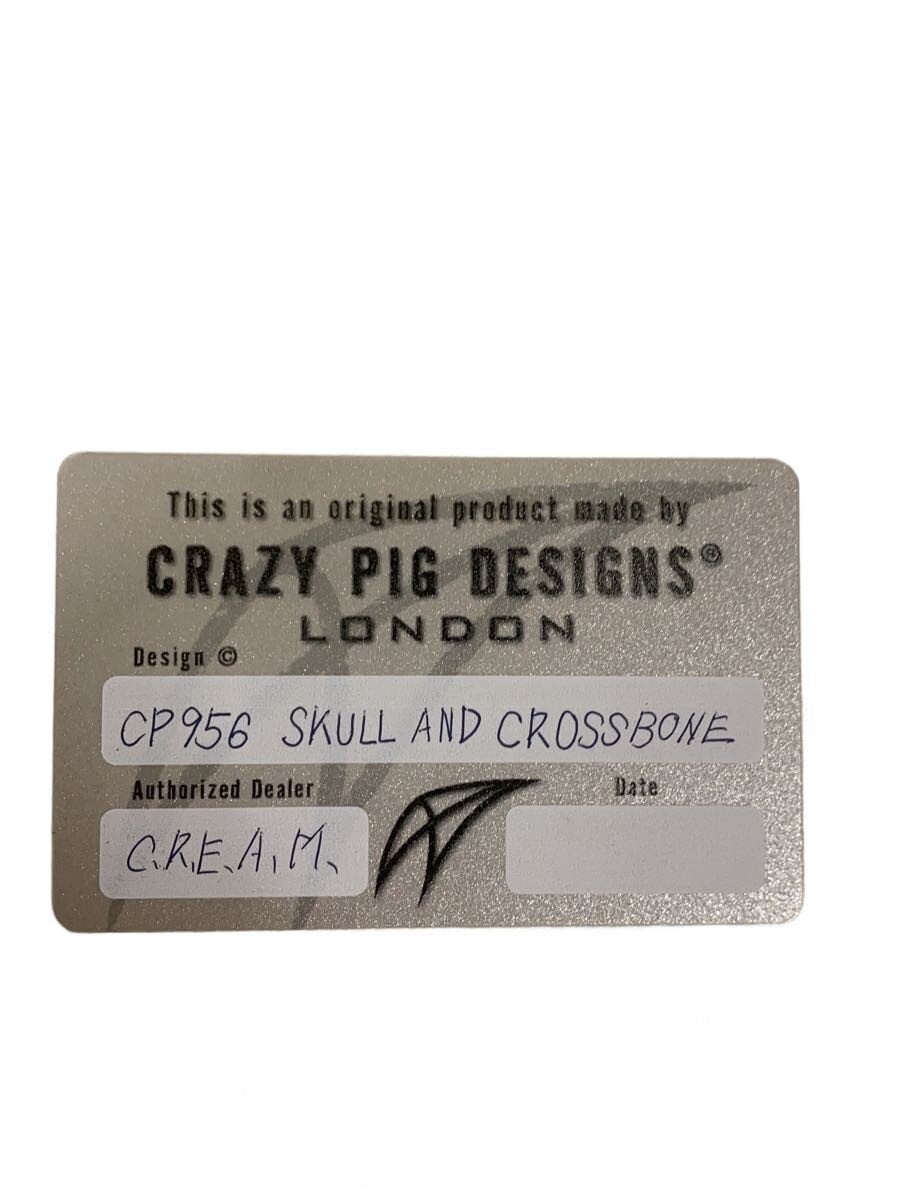 This is an original product made by
CRAZY PIG DESIGNS®
LONDON
Design ©
CP956 SKULL AND CROSSBONE
Authorized Dealer
Date
C.R.E.A.M.